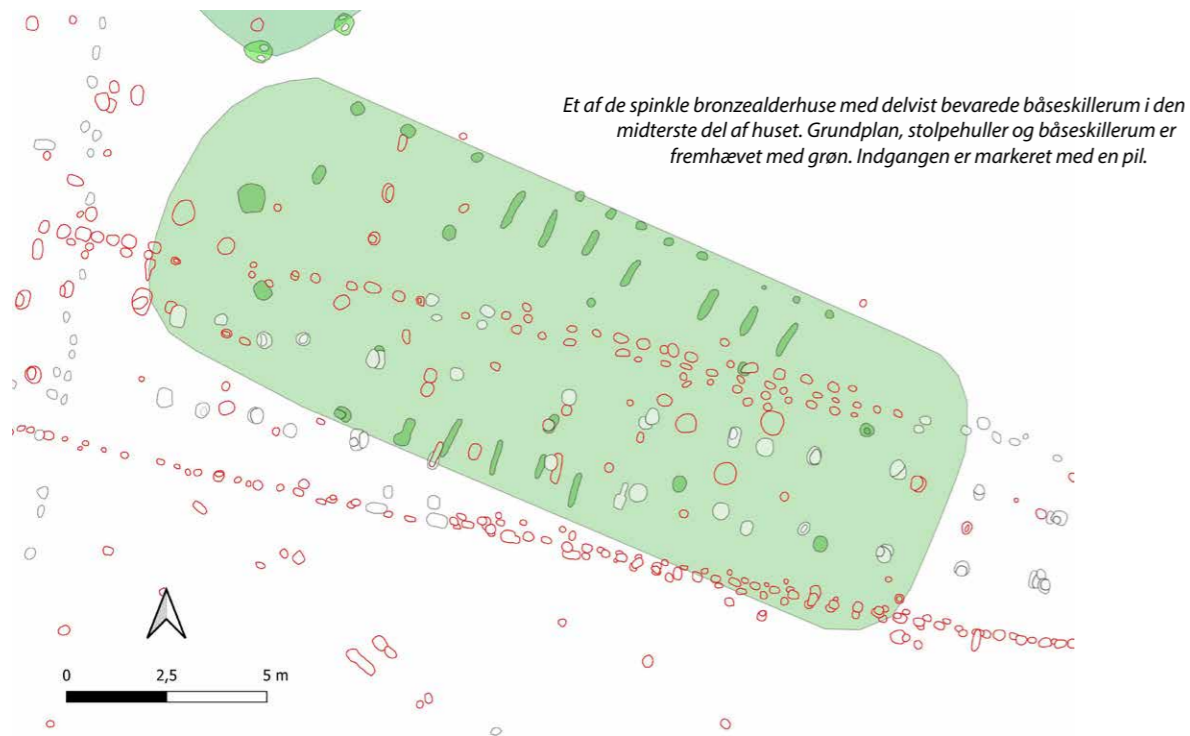 Et af de spinkle bronzealderhuse med delvist bevarede båseskillerum i den
midterste del af huset. Grundplan, stolpehuller og båseskillerum er
fremhævet med grøn. Indgangen er markeret med en pil.
0 2,5 5 m